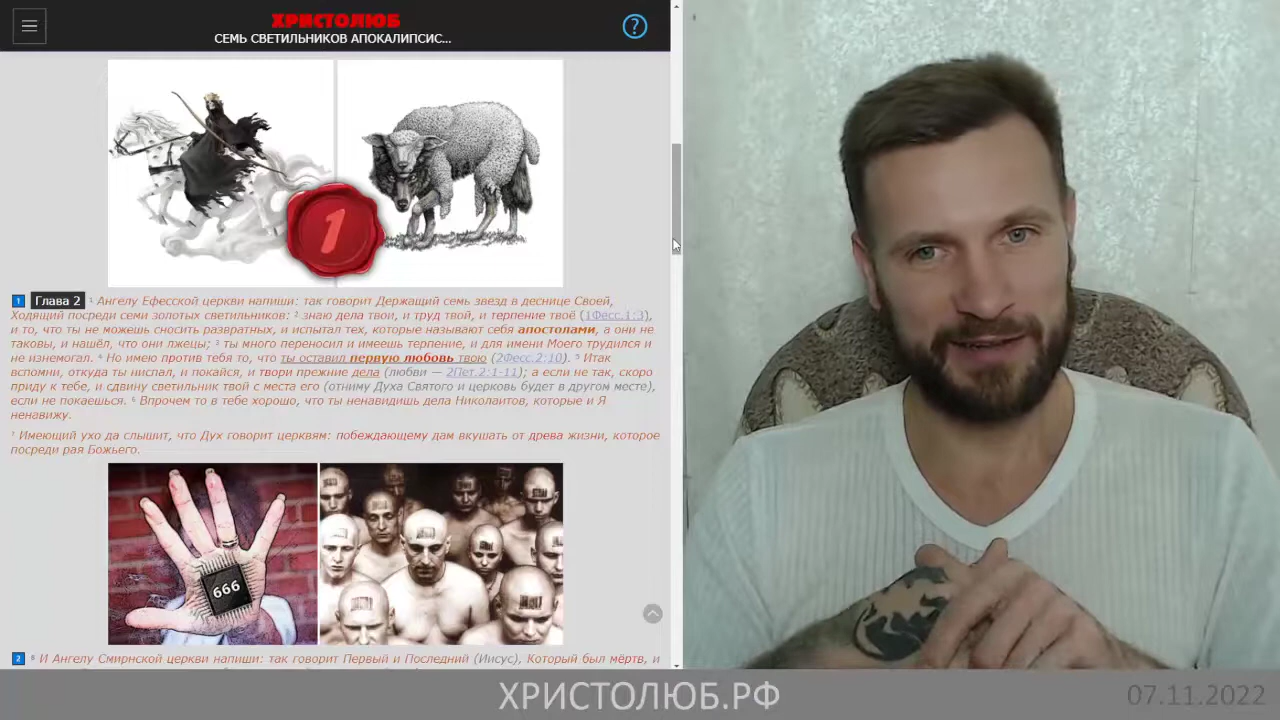 ХРИСТОЛЮБ
СЕМЬ СВЕТИЛЬНИКОВ АПОКАЛИПСИС...
?
1
1 Глава 2 ¹ Ангелу Ефесской церкви напиши: так говорит Держащий семь звезд в деснице Своей,
Ходящий посреди семи золотых светильников: ² знаю дела твои, и труд твой, и терпение твоё (1Фесс.1:3),
и то, что ты не можешь сносить развратных, и испытал тех, которые называют себя апостолами, а они не
таковы, и нашёл, что они лжецы; ³ ты много переносил и имеешь терпение, и для имени Моего трудился и
не изнемогал. ⁴ Но имею против тебя то, что ты оставил первую любовь твою (2Фесс.2:10). ⁵ Итак
вспомни, откуда ты ниспал, и покайся, и твори прежние дела (любви — 2Пет.2:1-11); а если не так, скоро
приду к тебе, и сдвину светильник твой с места его (отниму Духа Святого и церковь будет в другом месте),
если не покаешься. ⁶ Впрочем то в тебе хорошо, что ты ненавидишь дела Николаитов, которые и Я
ненавижу.
⁷ Имеющий ухо да слышит, что Дух говорит церквям: побеждающему дам вкушать от древа жизни, которое
посреди рая Божьего.
666
2 ⁸ И Ангелу Смирнской церкви напиши: так говорит Первый и Последний (Иисус), Который был мёртв, и
ХРИСТОЛЮБ.РФ
07.11.2022